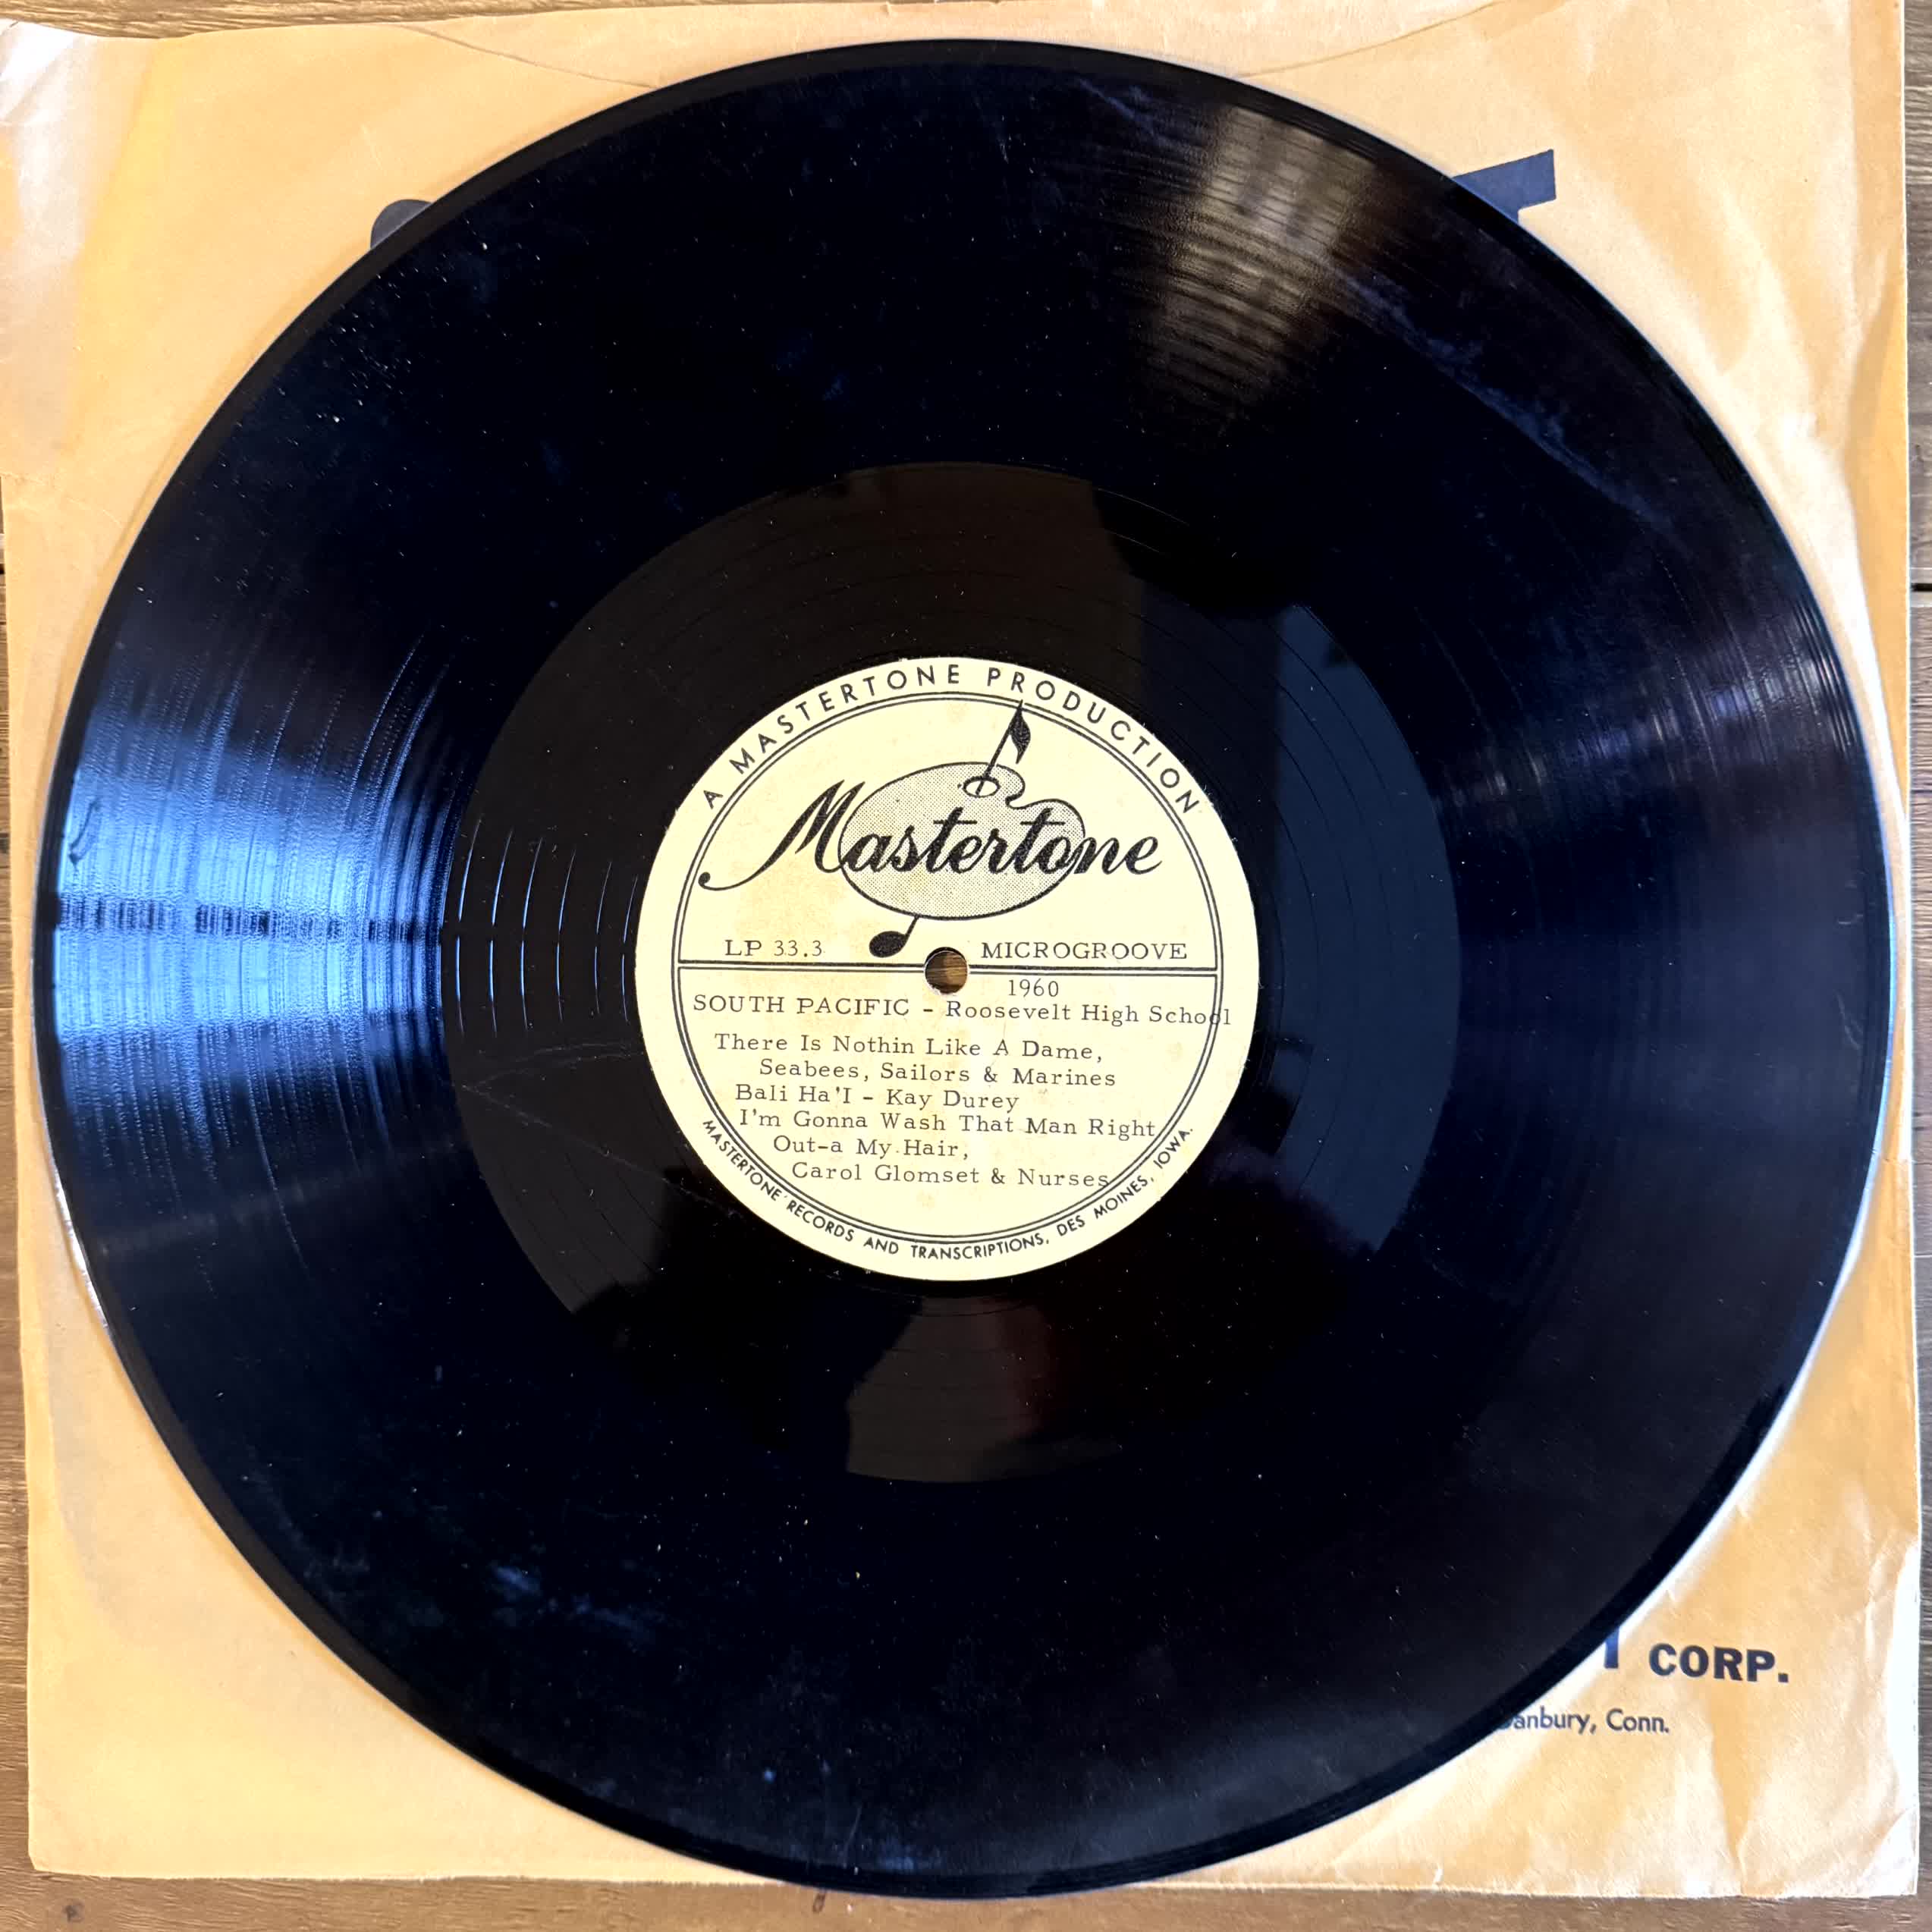 A MASTERTONE PRODUCTION
Mastertone
LP 33.3 MICROGROOVE
1960
SOUTH PACIFIC - Roosevelt High School
There Is Nothin Like A Dame,
Seabees, Sailors & Marines
Bali Ha'I - Kay Durey
I'm Gonna Wash That Man Right
Out-a My Hair,
Carol Glomset & Nurses
MASTERTONE RECORDS AND TRANSCRIPTIONS, DES MOINES, IOWA.
CORP.
Conn.